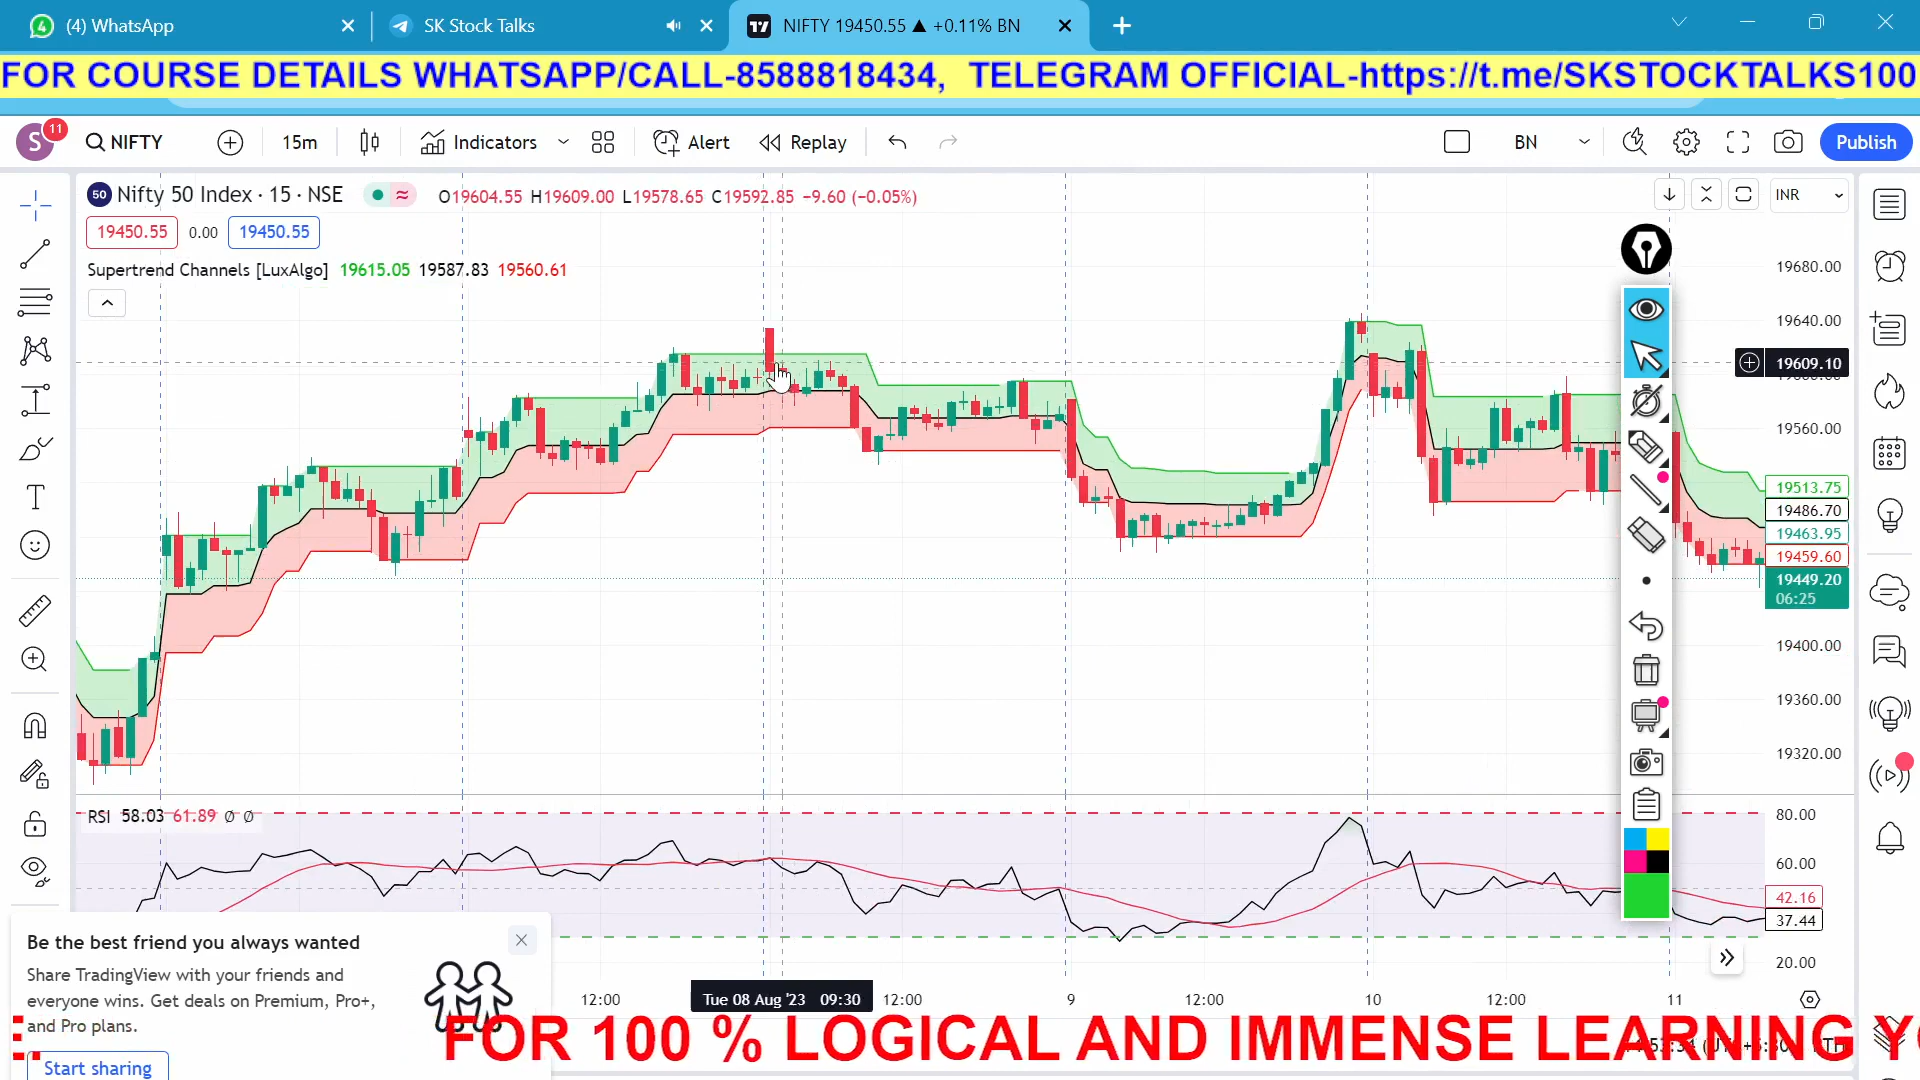 (4) WhatsApp
SK Stock Talks
NIFTY 19450.55 ▲ +0.11% BN
FOR COURSE DETAILS WHATSAPP/CALL-8588818434, TELEGRAM OFFICIAL-https://t.me/SKSTOCKTALKS100
S 11 NIFTY 15m Indicators Alert Replay BN Publish
50 Nifty 50 Index · 15 · NSE O19604.55 H19609.00 L19578.65 C19592.85 −9.60 (−0.05%) INR
19450.55 0.00 19450.55
Supertrend Channels [LuxAlgo] 19615.05 19587.83 19560.61
19680.00
19640.00
19609.10
19560.00
19513.75
19486.70
19463.95
19459.60
19449.20
06:25
19400.00
19360.00
19320.00
RSI 58.03 61.89 Ø Ø
80.00
60.00
42.16
37.44
20.00
Be the best friend you always wanted
Share TradingView with your friends and
everyone wins. Get deals on Premium, Pro+,
and Pro plans.
Start sharing
12:00 Tue 08 Aug '23 09:30 12:00 9 12:00 10 12:00 11
FOR 100 % LOGICAL AND IMMENSE LEARNING